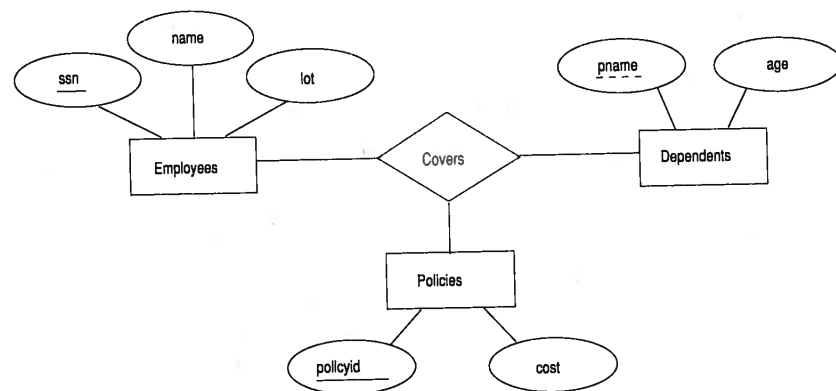 name
ssn
lot
pname
age
Employees
Covers
Dependents
Policies
policyid
cost